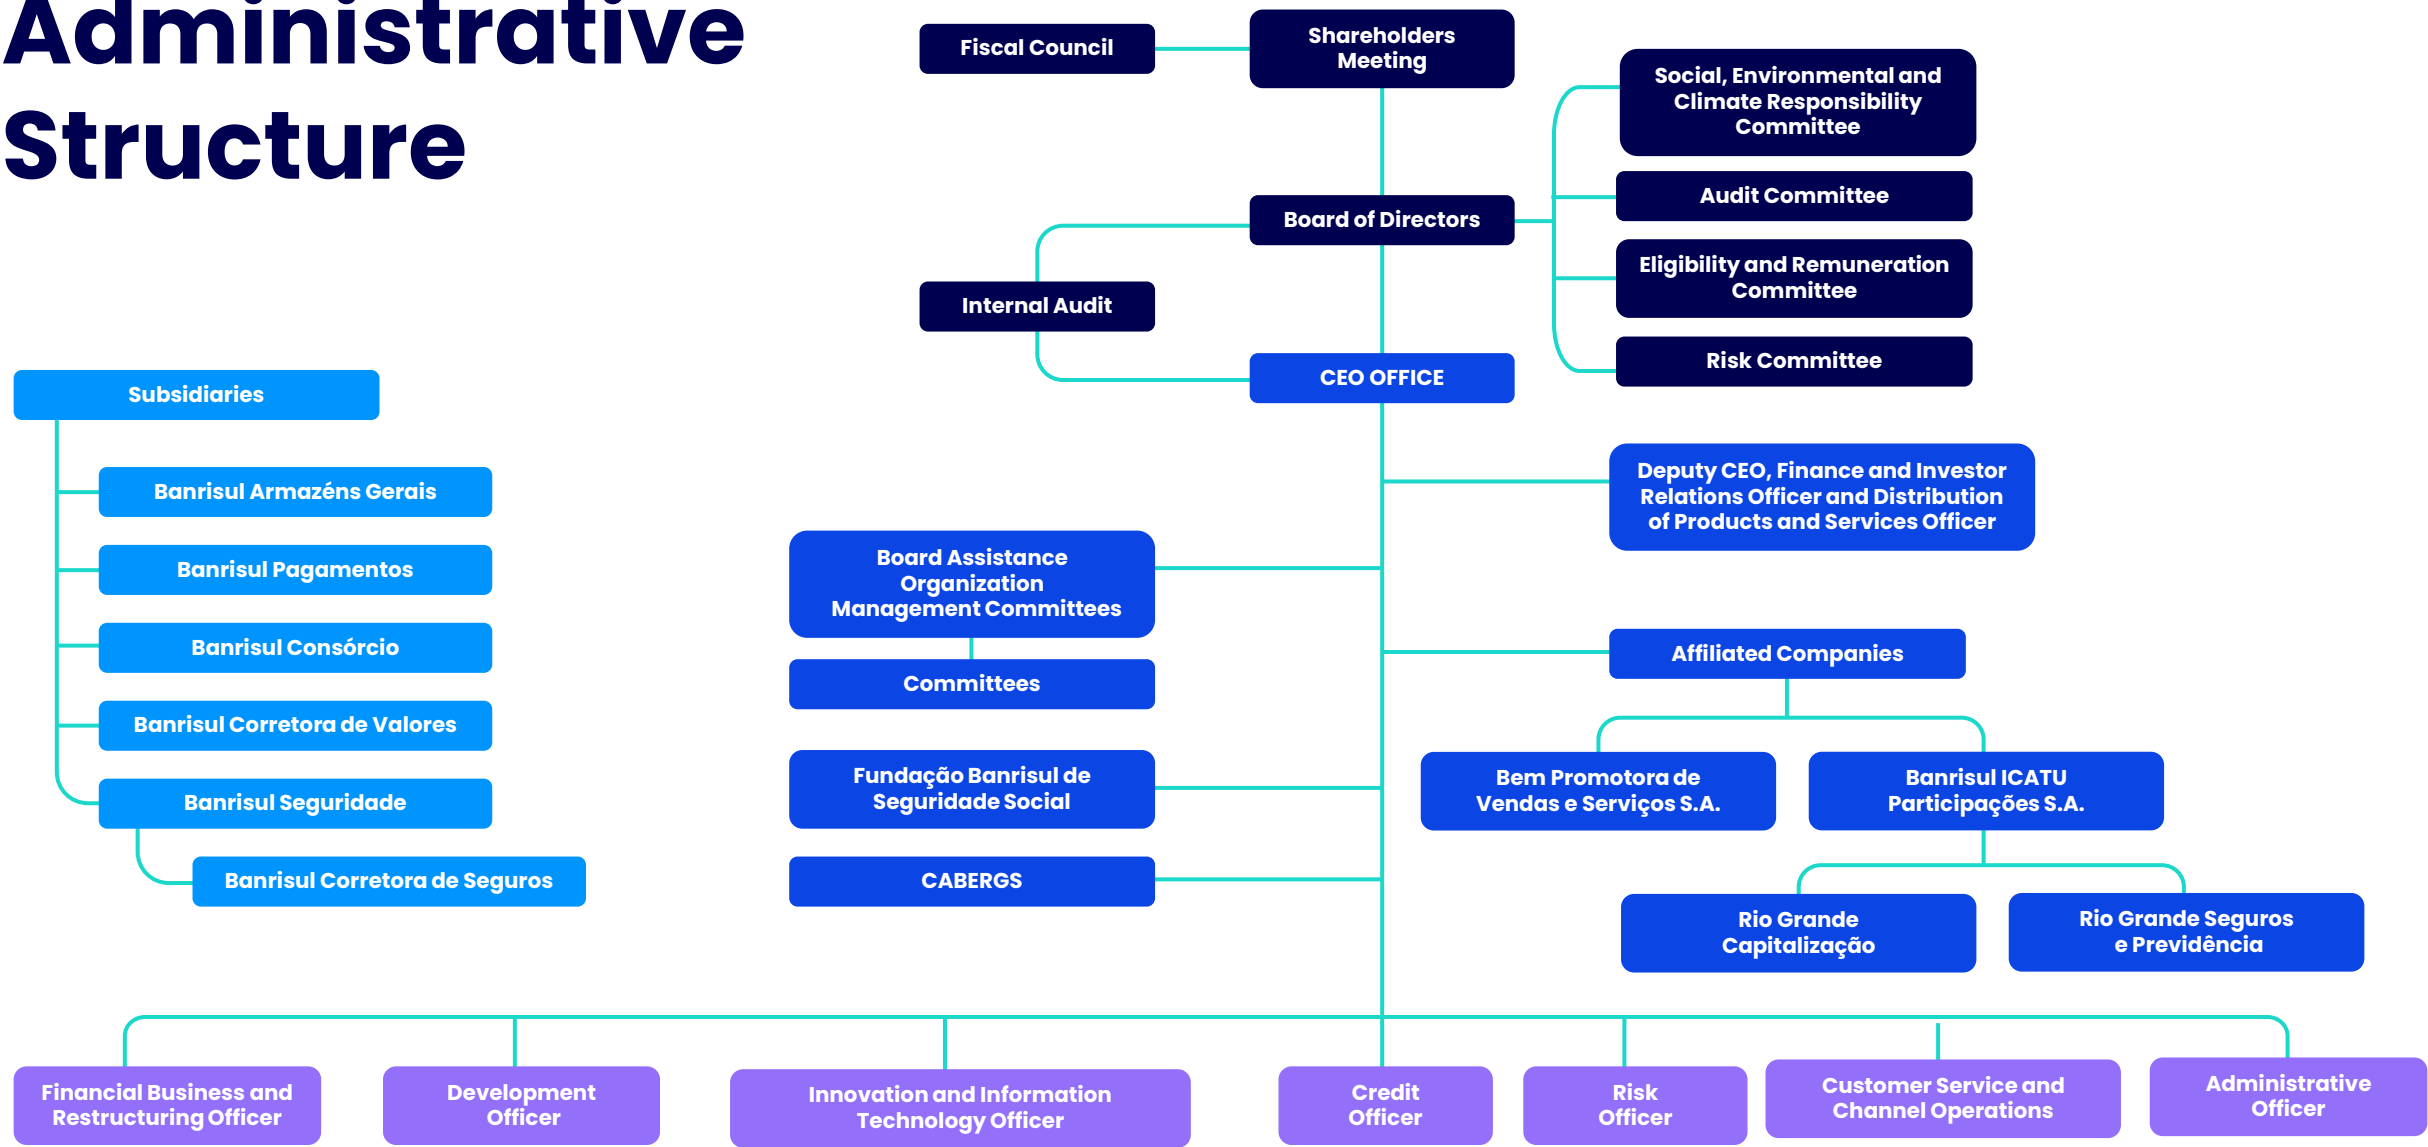 Administrative
Structure
Fiscal Council
Shareholders
Meeting
Social, Environmental and
Climate Responsibility
Committee
Audit Committee
Board of Directors
Eligibility and Remuneration
Committee
Internal Audit
Risk Committee
CEO OFFICE
Subsidiaries
Banrisul Armazéns Gerais
Banrisul Pagamentos
Banrisul Consórcio
Banrisul Corretora de Valores
Banrisul Seguridade
Banrisul Corretora de Seguros
Deputy CEO, Finance and Investor
Relations Officer and Distribution
of Products and Services Officer
Board Assistance
Organization
Management Committees
Committees
Fundação Banrisul de
Seguridade Social
CABERGS
Affiliated Companies
Bem Promotora de
Vendas e Serviços S.A.
Banrisul ICATU
Participações S.A.
Rio Grande
Capitalização
Rio Grande Seguros
e Previdência
Financial Business and
Restructuring Officer
Development
Officer
Innovation and Information
Technology Officer
Credit
Officer
Risk
Officer
Customer Service and
Channel Operations
Administrative
Officer